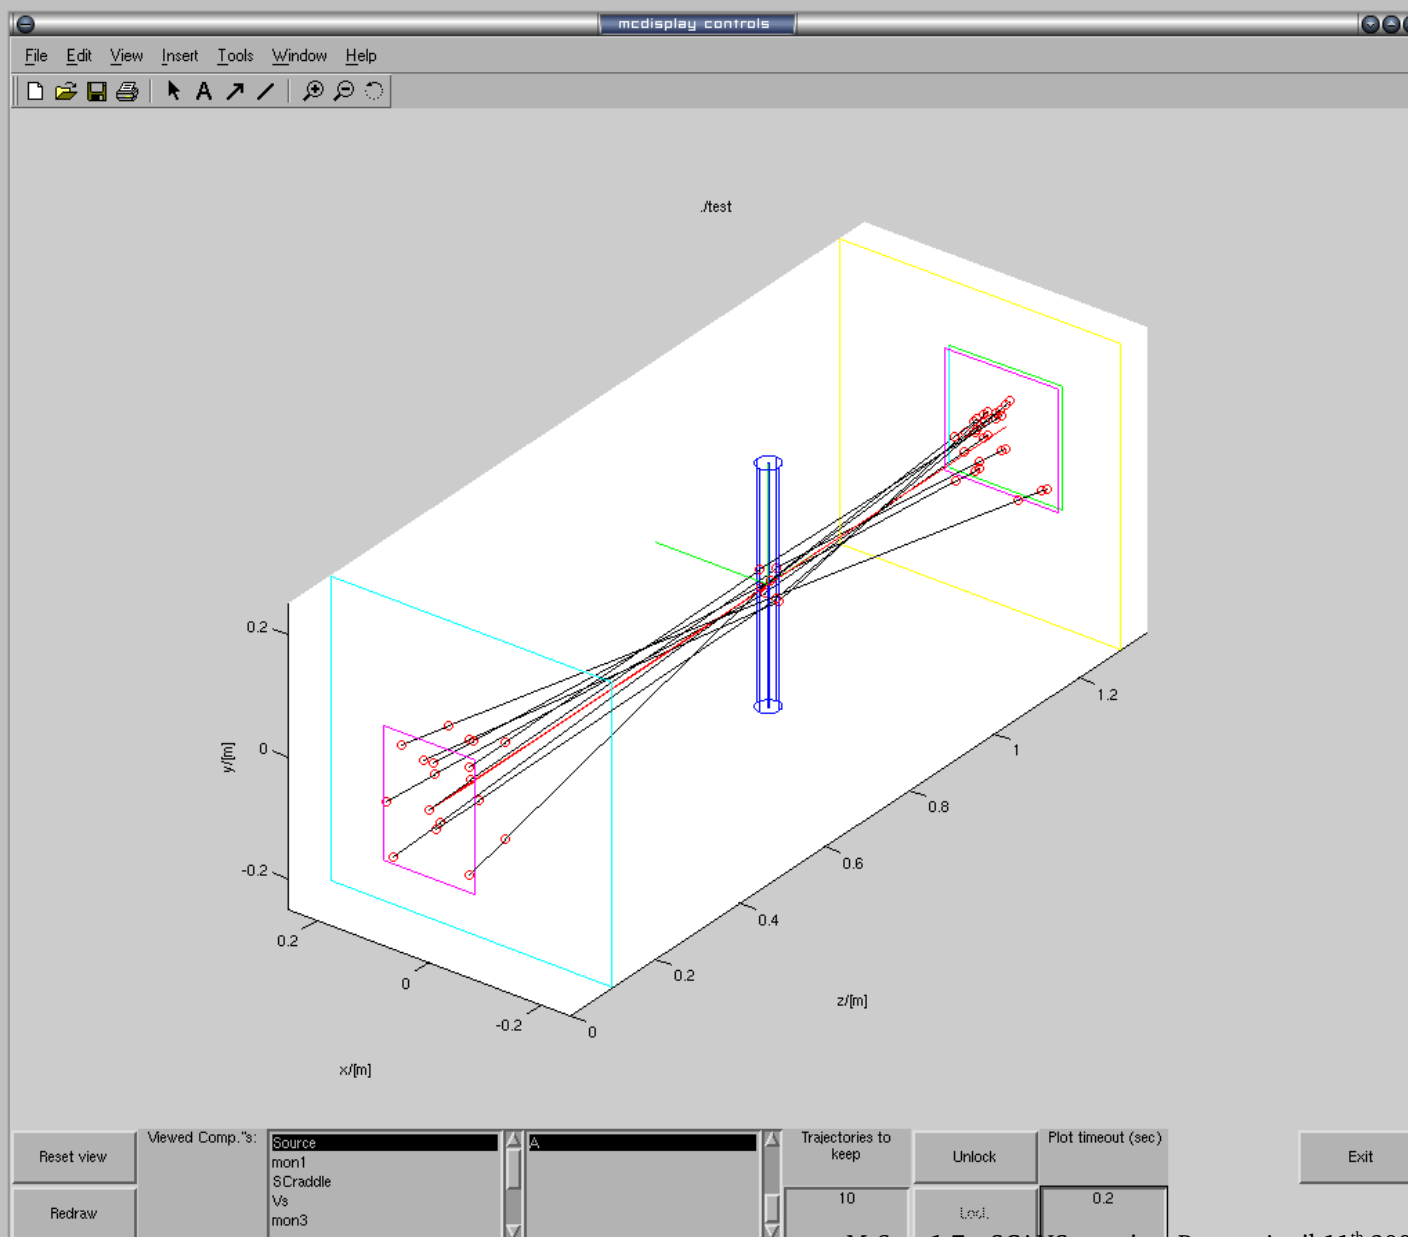 mcdisplay controls
File Edit View Insert Tools Window Help
A
./test
0.2
0
-0.2
y/[m]
0.2
0
-0.2
x/[m]
0
0.2
0.4
0.6
0.8
1
1.2
z/[m]
Reset view
Redraw
Viewed Comp."s:
Source
mon1
SCraddle
Vs
mon3
A
Trajectories to
keep
10
Unlock
Plot timeout (sec)
0.2
Exit